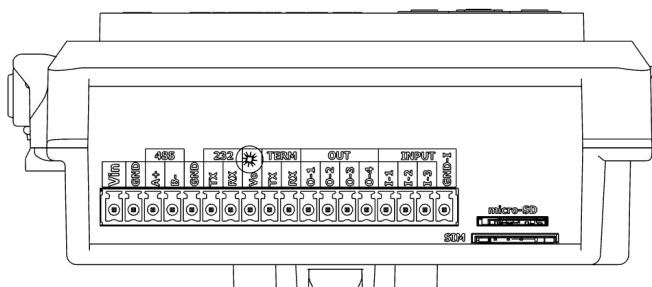 485 232 TERM OUT INPUT
Vin GND A+ B- GND TX RX Vo TX RX O-1 O-2 O-3 O-4 I-1 I-2 I-3 GND-I
micro-SD
SIM